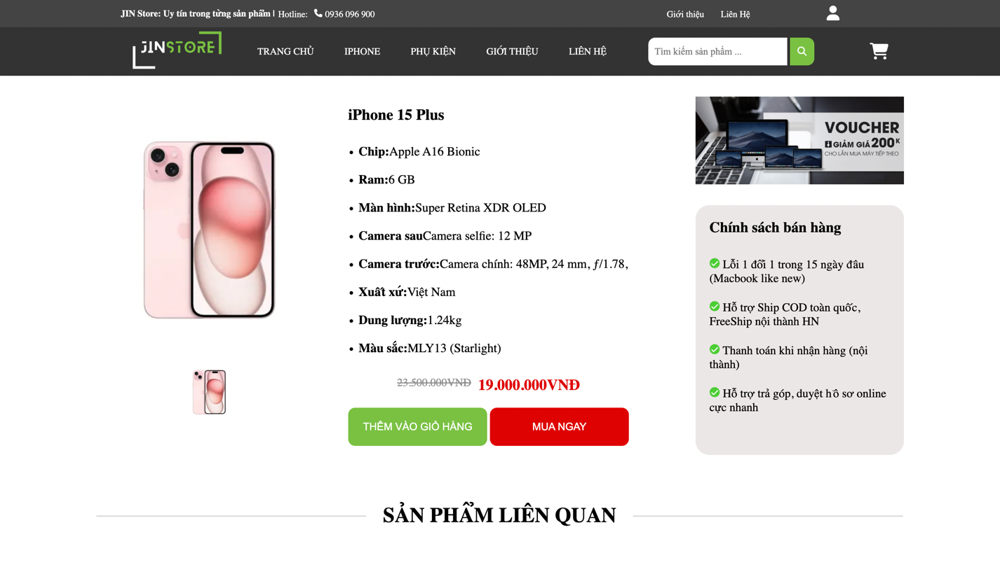 JIN Store: Uy tín trong từng sản phẩm | Hotline: 0936 096 900
Giới thiệu
Liên Hệ
JINSTORE
TRANG CHỦ
IPHONE
PHỤ KIỆN
GIỚI THIỆU
LIÊN HỆ
Tìm kiếm sản phẩm ...
iPhone 15 Plus
Chip:Apple A16 Bionic
Ram:6 GB
Màn hình:Super Retina XDR OLED
Camera sauCamera selfie: 12 MP
Camera trước:Camera chính: 48MP, 24 mm, ƒ/1.78,
Xuất xứ:Việt Nam
Dung lượng:1.24kg
Màu sắc:MLY13 (Starlight)
23.500.000VNĐ 19.000.000VNĐ
THÊM VÀO GIỎ HÀNG
MUA NGAY
VOUCHER
GIẢM GIÁ 200K
CHO LẦN MUA MÁY TIẾP THEO
Chính sách bán hàng
Lỗi 1 đổi 1 trong 15 ngày đầu
(Macbook like new)
Hỗ trợ Ship COD toàn quốc,
FreeShip nội thành HN
Thanh toán khi nhận hàng (nội
thành)
Hỗ trợ trả góp, duyệt hồ sơ online
cực nhanh
SẢN PHẨM LIÊN QUAN